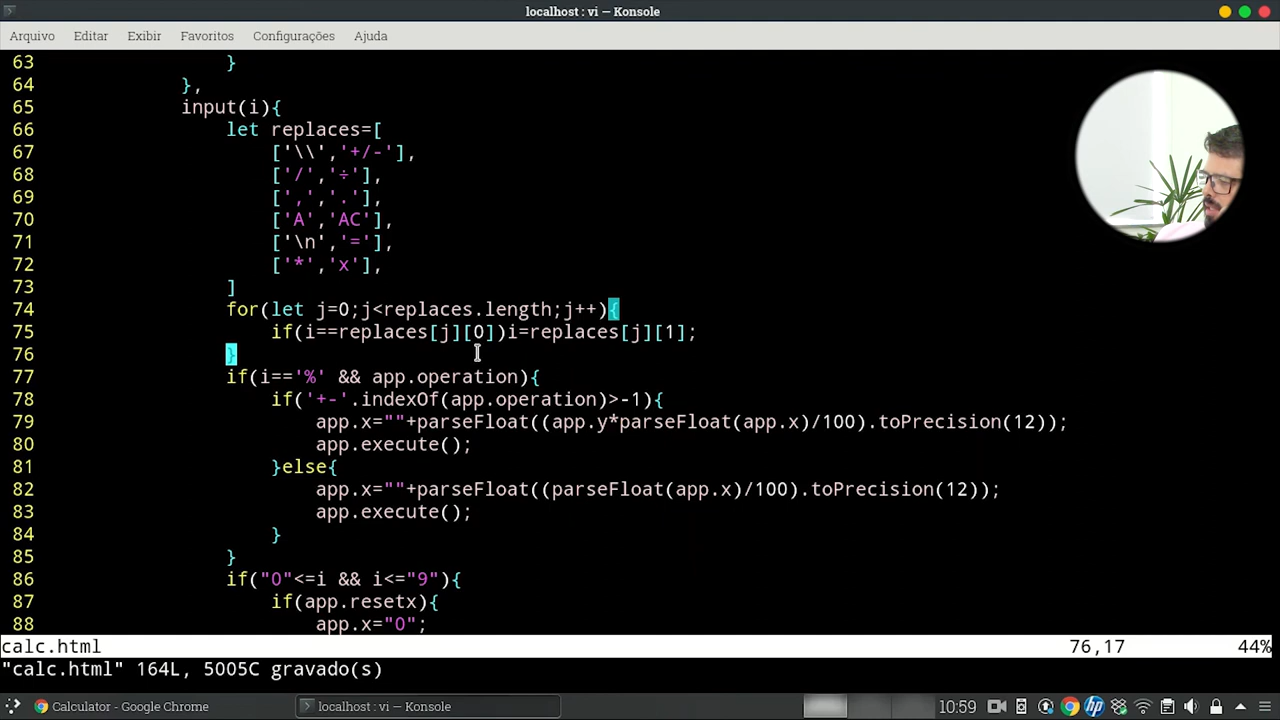 localhost : vi — Konsole
Arquivo Editar Exibir Favoritos Configurações Ajuda
63 }
64 },
65 input(i){
66 let replaces=[
67 ['\\','+/-'],
68 ['/','÷'],
69 [',','.'],
70 ['A','AC'],
71 ['\n','='],
72 ['*','x'],
73 ]
74 for(let j=0;j<replaces.length;j++){
75 if(i==replaces[j][0])i=replaces[j][1];
76 }
77 if(i=='%' && app.operation){
78 if('+-'.indexOf(app.operation)>-1){
79 app.x=""+parseFloat((app.y*parseFloat(app.x)/100).toPrecision(12));
80 app.execute();
81 }else{
82 app.x=""+parseFloat((parseFloat(app.x)/100).toPrecision(12));
83 app.execute();
84 }
85 }
86 if("0"<=i && i<="9"){
87 if(app.resetx){
88 app.x="0";
calc.html 76,17 44%
"calc.html" 164L, 5005C gravado(s)
Calculator - Google Chrome localhost : vi — Konsole 10:59